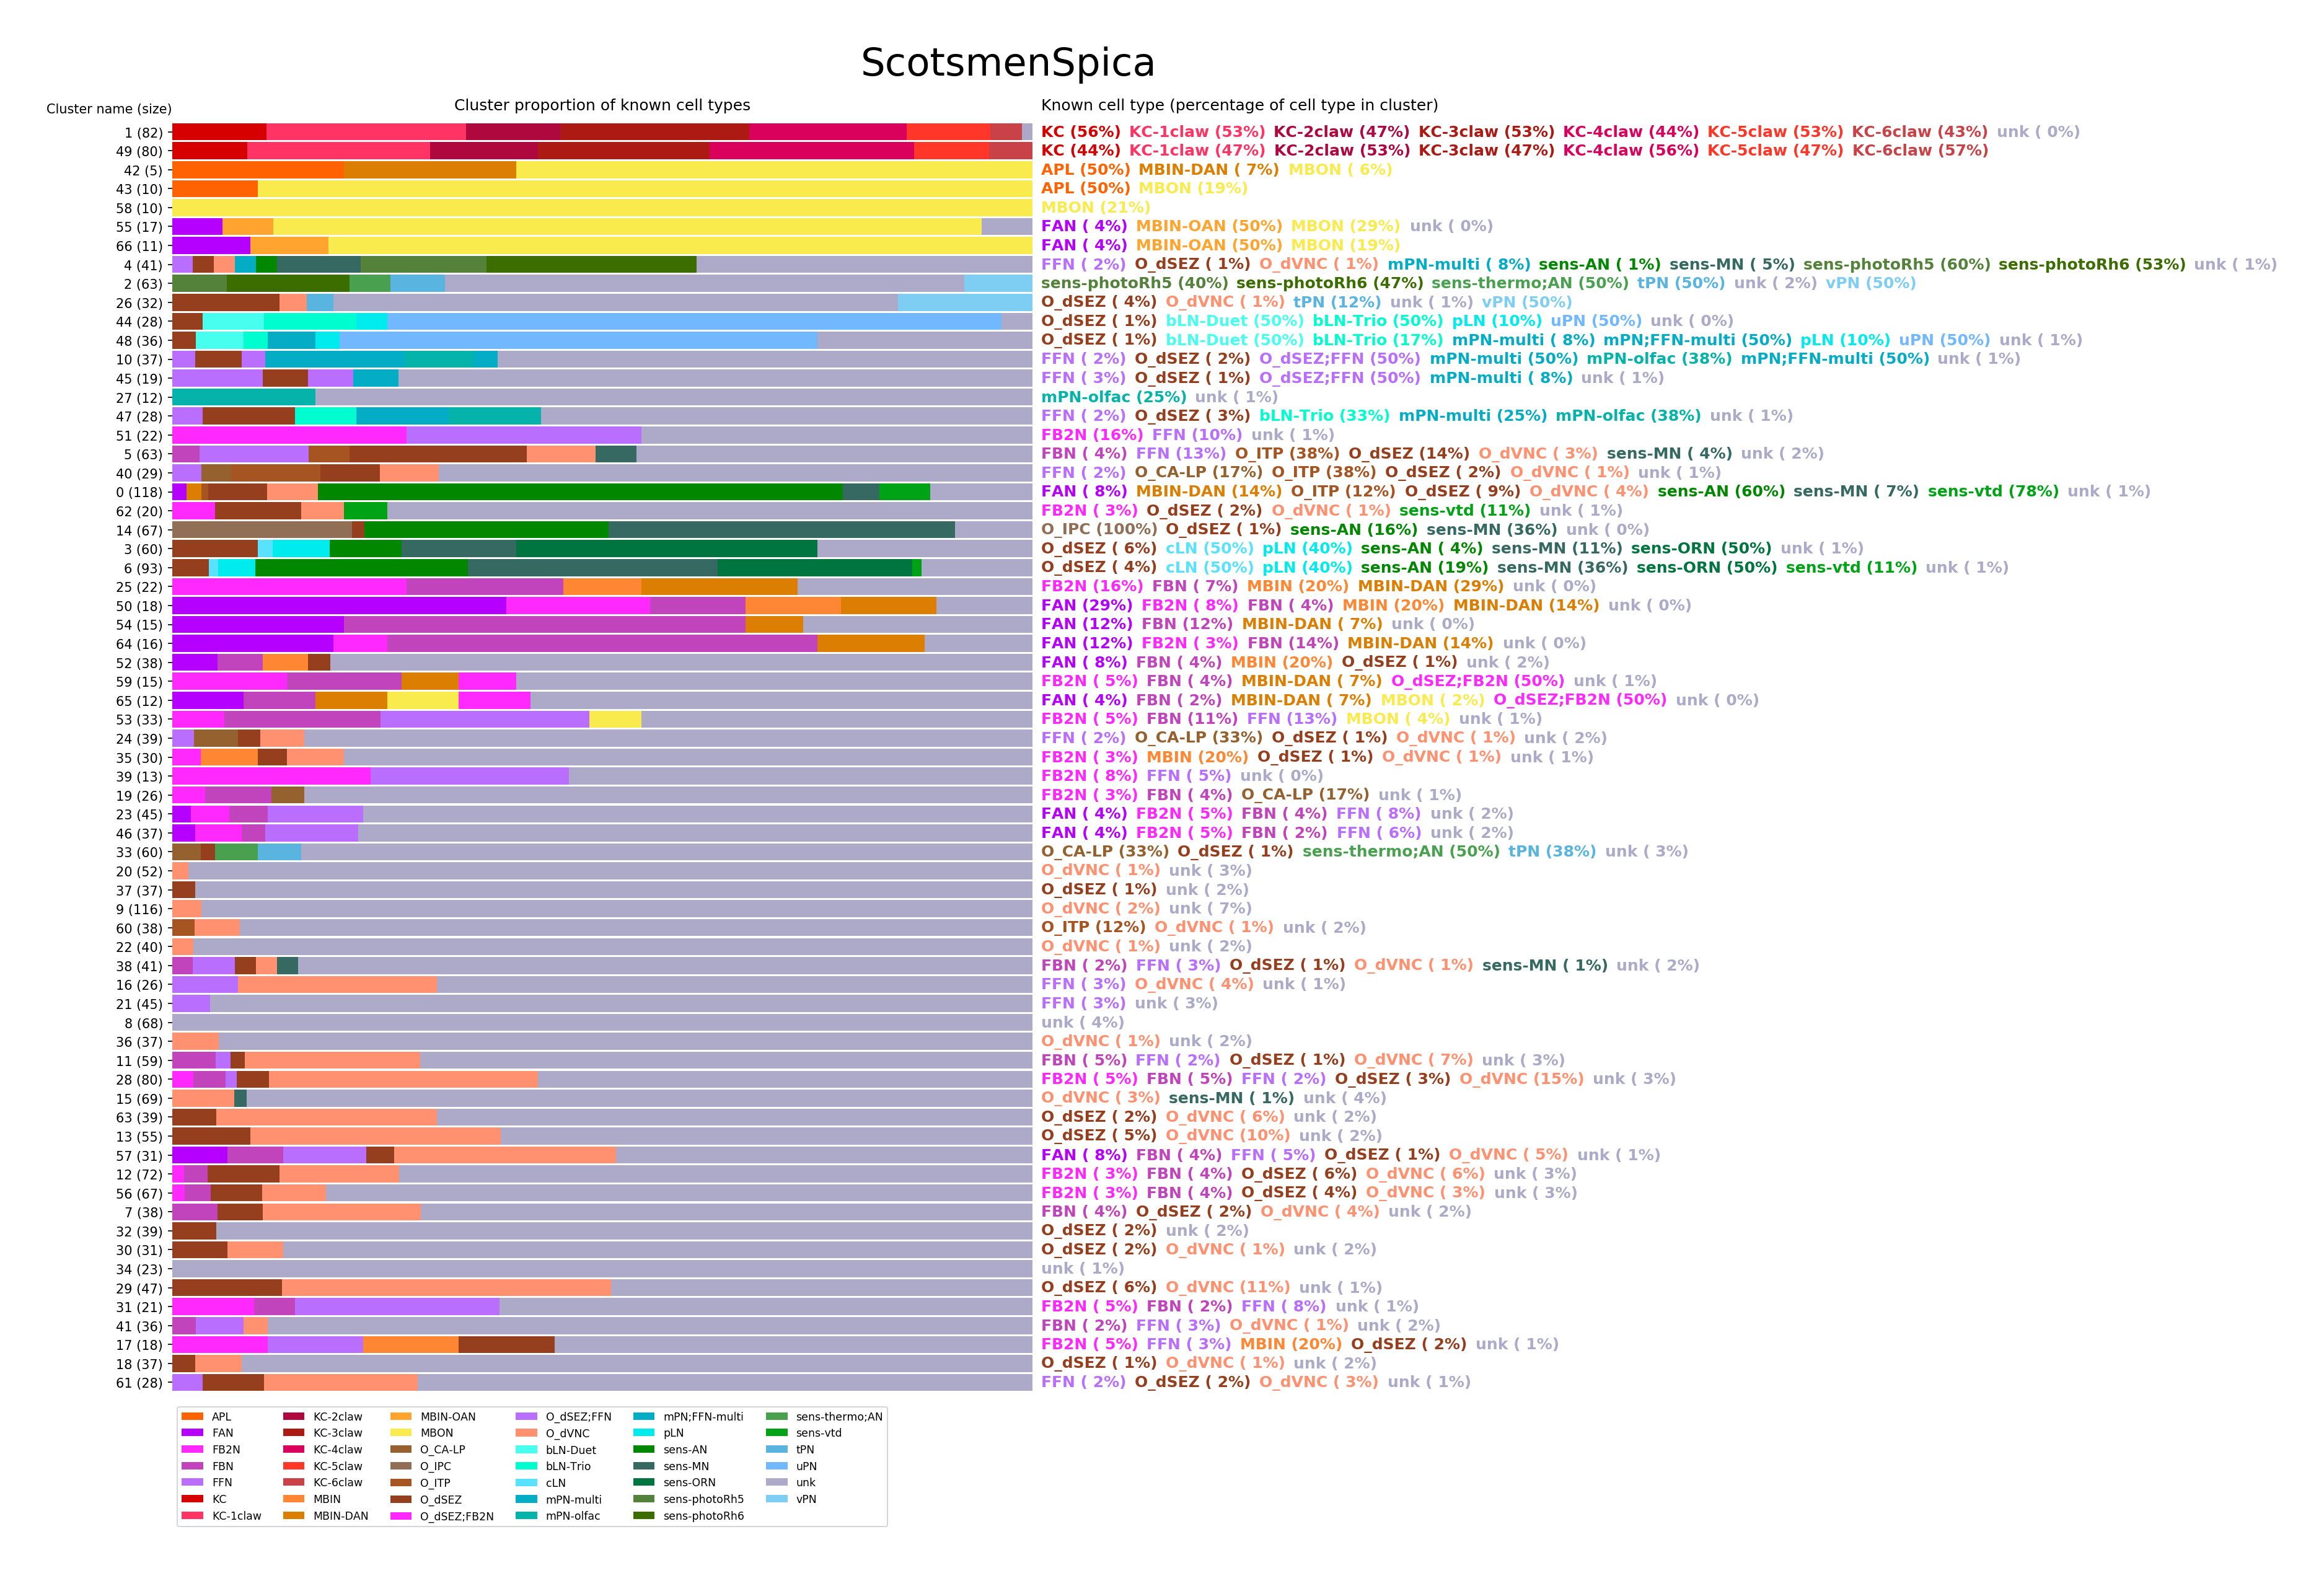 ScotsmenSpica
Cluster name (size) Cluster proportion of known cell types Known cell type (percentage of cell type in cluster)
1 (82) KC (56%) KC-1claw (53%) KC-2claw (47%) KC-3claw (53%) KC-4claw (44%) KC-5claw (53%) KC-6claw (43%) unk ( 0%)
49 (80) KC (44%) KC-1claw (47%) KC-2claw (53%) KC-3claw (47%) KC-4claw (56%) KC-5claw (47%) KC-6claw (57%)
42 (5) APL (50%) MBIN-DAN ( 7%) MBON ( 6%)
43 (10) APL (50%) MBON (19%)
58 (10) MBON (21%)
55 (17) FAN ( 4%) MBIN-OAN (50%) MBON (29%) unk ( 0%)
66 (11) FAN ( 4%) MBIN-OAN (50%) MBON (19%)
4 (41) FFN ( 2%) O_dSEZ ( 1%) O_dVNC ( 1%) mPN-multi ( 8%) sens-AN ( 1%) sens-MN ( 5%) sens-photoRh5 (60%) sens-photoRh6 (53%) unk ( 1%)
2 (63) sens-photoRh5 (40%) sens-photoRh6 (47%) sens-thermo;AN (50%) tPN (50%) unk ( 2%) vPN (50%)
26 (32) O_dSEZ ( 4%) O_dVNC ( 1%) tPN (12%) unk ( 1%) vPN (50%)
44 (28) O_dSEZ ( 1%) bLN-Duet (50%) bLN-Trio (50%) pLN (10%) uPN (50%) unk ( 0%)
48 (36) O_dSEZ ( 1%) bLN-Duet (50%) bLN-Trio (17%) mPN-multi ( 8%) mPN;FFN-multi (50%) pLN (10%) uPN (50%) unk ( 1%)
10 (37) FFN ( 2%) O_dSEZ ( 2%) O_dSEZ;FFN (50%) mPN-multi (50%) mPN-olfac (38%) mPN;FFN-multi (50%) unk ( 1%)
45 (19) FFN ( 3%) O_dSEZ ( 1%) O_dSEZ;FFN (50%) mPN-multi ( 8%) unk ( 1%)
27 (12) mPN-olfac (25%) unk ( 1%)
47 (28) FFN ( 2%) O_dSEZ ( 3%) bLN-Trio (33%) mPN-multi (25%) mPN-olfac (38%) unk ( 1%)
51 (22) FB2N (16%) FFN (10%) unk ( 1%)
5 (63) FBN ( 4%) FFN (13%) O_ITP (38%) O_dSEZ (14%) O_dVNC ( 3%) sens-MN ( 4%) unk ( 2%)
40 (29) FFN ( 2%) O_CA-LP (17%) O_ITP (38%) O_dSEZ ( 2%) O_dVNC ( 1%) unk ( 1%)
0 (118) FAN ( 8%) MBIN-DAN (14%) O_ITP (12%) O_dSEZ ( 9%) O_dVNC ( 4%) sens-AN (60%) sens-MN ( 7%) sens-vtd (78%) unk ( 1%)
62 (22) FB2N ( 3%) O_dSEZ ( 2%) O_dVNC ( 1%) sens-vtd (11%) unk ( 1%)
14 (67) O_IPC (100%) O_dSEZ ( 1%) sens-AN (16%) sens-MN (36%) unk ( 0%)
3 (60) O_dSEZ ( 6%) cLN (50%) pLN (40%) sens-AN ( 4%) sens-MN (11%) sens-ORN (50%) unk ( 1%)
6 (93) O_dSEZ ( 4%) cLN (50%) pLN (40%) sens-AN (19%) sens-MN (36%) sens-ORN (50%) sens-vtd (11%) unk ( 1%)
25 (22) FB2N (16%) FBN ( 7%) MBIN (20%) MBIN-DAN (29%) unk ( 0%)
50 (18) FAN (29%) FB2N ( 8%) FBN ( 4%) MBIN (20%) MBIN-DAN (14%) unk ( 0%)
54 (15) FAN (12%) FBN (12%) MBIN-DAN ( 7%) unk ( 0%)
64 (16) FAN (12%) FB2N ( 3%) FBN (14%) MBIN-DAN (14%) unk ( 0%)
52 (38) FAN ( 8%) FBN ( 4%) MBIN (20%) O_dSEZ ( 1%) unk ( 2%)
59 (15) FB2N ( 5%) FBN ( 4%) MBIN-DAN ( 7%) O_dSEZ;FB2N (50%) unk ( 1%)
65 (12) FAN ( 4%) FBN ( 2%) MBIN-DAN ( 7%) MBON ( 2%) O_dSEZ;FB2N (50%) unk ( 0%)
53 (33) FB2N ( 5%) FBN (11%) FFN (13%) MBON ( 4%) unk ( 1%)
24 (39) FFN ( 2%) O_CA-LP (33%) O_dSEZ ( 1%) O_dVNC ( 1%) unk ( 2%)
35 (30) FB2N ( 3%) MBIN (20%) O_dSEZ ( 1%) O_dVNC ( 1%) unk ( 1%)
39 (13) FB2N ( 8%) FFN ( 5%) unk ( 0%)
19 (26) FB2N ( 3%) FBN ( 4%) O_CA-LP (17%) unk ( 1%)
23 (45) FAN ( 4%) FB2N ( 5%) FBN ( 4%) FFN ( 8%) unk ( 2%)
46 (37) FAN ( 4%) FB2N ( 5%) FBN ( 2%) FFN ( 6%) unk ( 2%)
33 (60) O_CA-LP (33%) O_dSEZ ( 1%) sens-thermo;AN (50%) tPN (38%) unk ( 3%)
20 (52) O_dVNC ( 1%) unk ( 3%)
37 (37) O_dSEZ ( 1%) unk ( 2%)
9 (116) O_dVNC ( 2%) unk ( 7%)
60 (38) O_ITP (12%) O_dVNC ( 1%) unk ( 2%)
22 (40) O_dVNC ( 1%) unk ( 2%)
38 (41) FBN ( 2%) FFN ( 3%) O_dSEZ ( 1%) O_dVNC ( 1%) sens-MN ( 1%) unk ( 2%)
16 (26) FFN ( 3%) O_dVNC ( 4%) unk ( 1%)
21 (45) FFN ( 3%) unk ( 3%)
8 (68) unk ( 4%)
36 (37) O_dVNC ( 1%) unk ( 2%)
11 (59) FBN ( 5%) FFN ( 2%) O_dSEZ ( 1%) O_dVNC ( 7%) unk ( 3%)
28 (80) FB2N ( 5%) FBN ( 5%) FFN ( 2%) O_dSEZ ( 3%) O_dVNC (15%) unk ( 3%)
15 (69) O_dVNC ( 3%) sens-MN ( 1%) unk ( 4%)
63 (39) O_dSEZ ( 2%) O_dVNC ( 6%) unk ( 2%)
13 (55) O_dSEZ ( 5%) O_dVNC (10%) unk ( 2%)
57 (31) FAN ( 8%) FBN ( 4%) FFN ( 5%) O_dSEZ ( 1%) O_dVNC ( 5%) unk ( 1%)
12 (72) FB2N ( 3%) FBN ( 4%) O_dSEZ ( 6%) O_dVNC ( 6%) unk ( 3%)
56 (67) FB2N ( 3%) FBN ( 4%) O_dSEZ ( 4%) O_dVNC ( 3%) unk ( 3%)
7 (38) FBN ( 4%) O_dSEZ ( 2%) O_dVNC ( 4%) unk ( 2%)
32 (39) O_dSEZ ( 2%) unk ( 2%)
30 (31) O_dSEZ ( 2%) O_dVNC ( 1%) unk ( 2%)
34 (23) unk ( 1%)
29 (47) O_dSEZ ( 6%) O_dVNC (11%) unk ( 1%)
31 (21) FB2N ( 5%) FBN ( 2%) FFN ( 8%) unk ( 1%)
41 (36) FBN ( 2%) FFN ( 3%) O_dVNC ( 1%) unk ( 2%)
17 (18) FB2N ( 5%) FFN ( 3%) MBIN (20%) O_dSEZ ( 2%) unk ( 1%)
18 (37) O_dSEZ ( 1%) O_dVNC ( 1%) unk ( 2%)
61 (28) FFN ( 2%) O_dSEZ ( 2%) O_dVNC ( 3%) unk ( 1%)
APL KC-2claw MBIN-OAN O_dSEZ;FFN mPN;FFN-multi sens-thermo;AN
FAN KC-3claw MBON O_dVNC pLN sens-vtd
FB2N KC-4claw O_CA-LP bLN-Duet sens-AN tPN
FBN KC-5claw O_IPC bLN-Trio sens-MN uPN
FFN KC-6claw O_ITP cLN sens-ORN unk
KC MBIN O_dSEZ mPN-multi sens-photoRh5 vPN
KC-1claw MBIN-DAN O_dSEZ;FB2N mPN-olfac sens-photoRh6